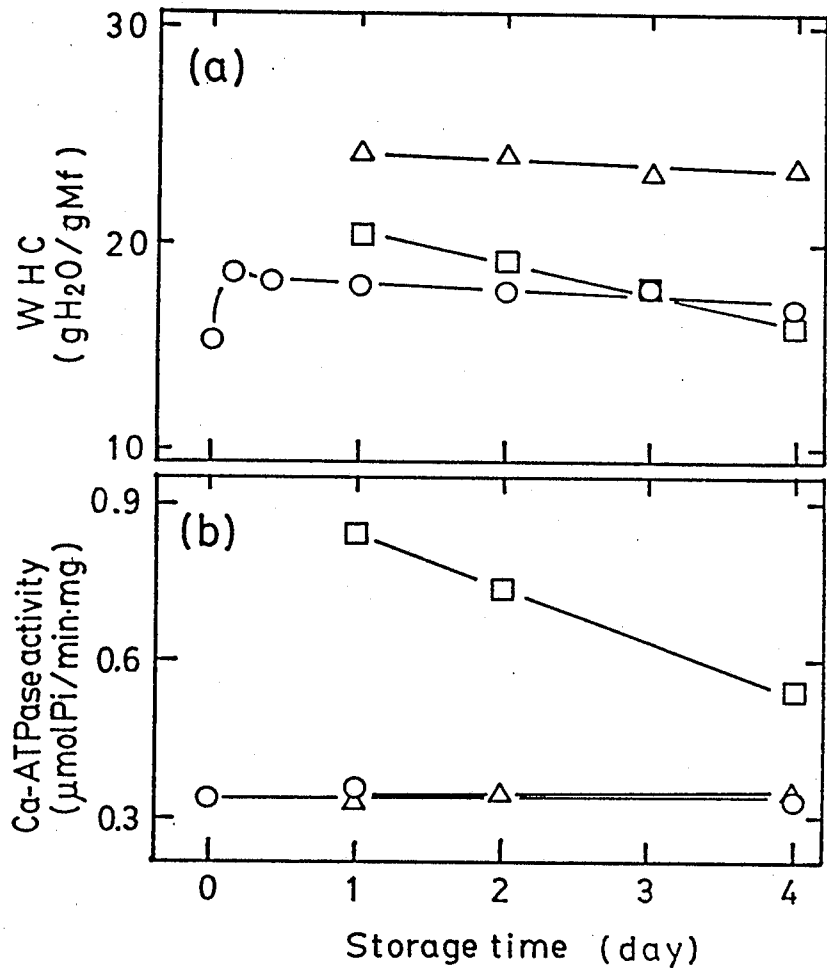 30
(a)
20
10
WHC
(gH2O/gMf)
0.9
(b)
0.6
0.3
Ca-ATPase activity
(μmolPi/min·mg)
0 1 2 3 4
Storage time (day)